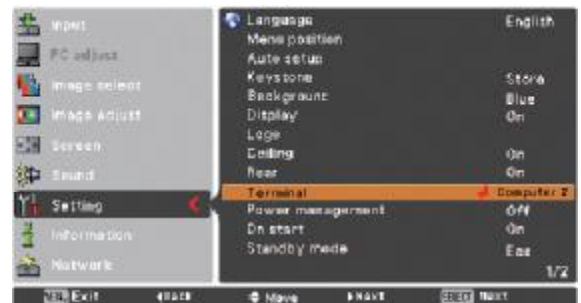 Input
PC adjust
Image select
Image Adjust
Screen
Sound
Setting
Information
Network
Language English
Menu position
Auto setup
Keystone Store
Background Blue
Display On
Logo
Ceiling On
Rear On
Terminal Computer 2
Power management Off
On start On
Standby mode Eco
1/2
MENU Exit BACK Move NEXT SELECT NEXT